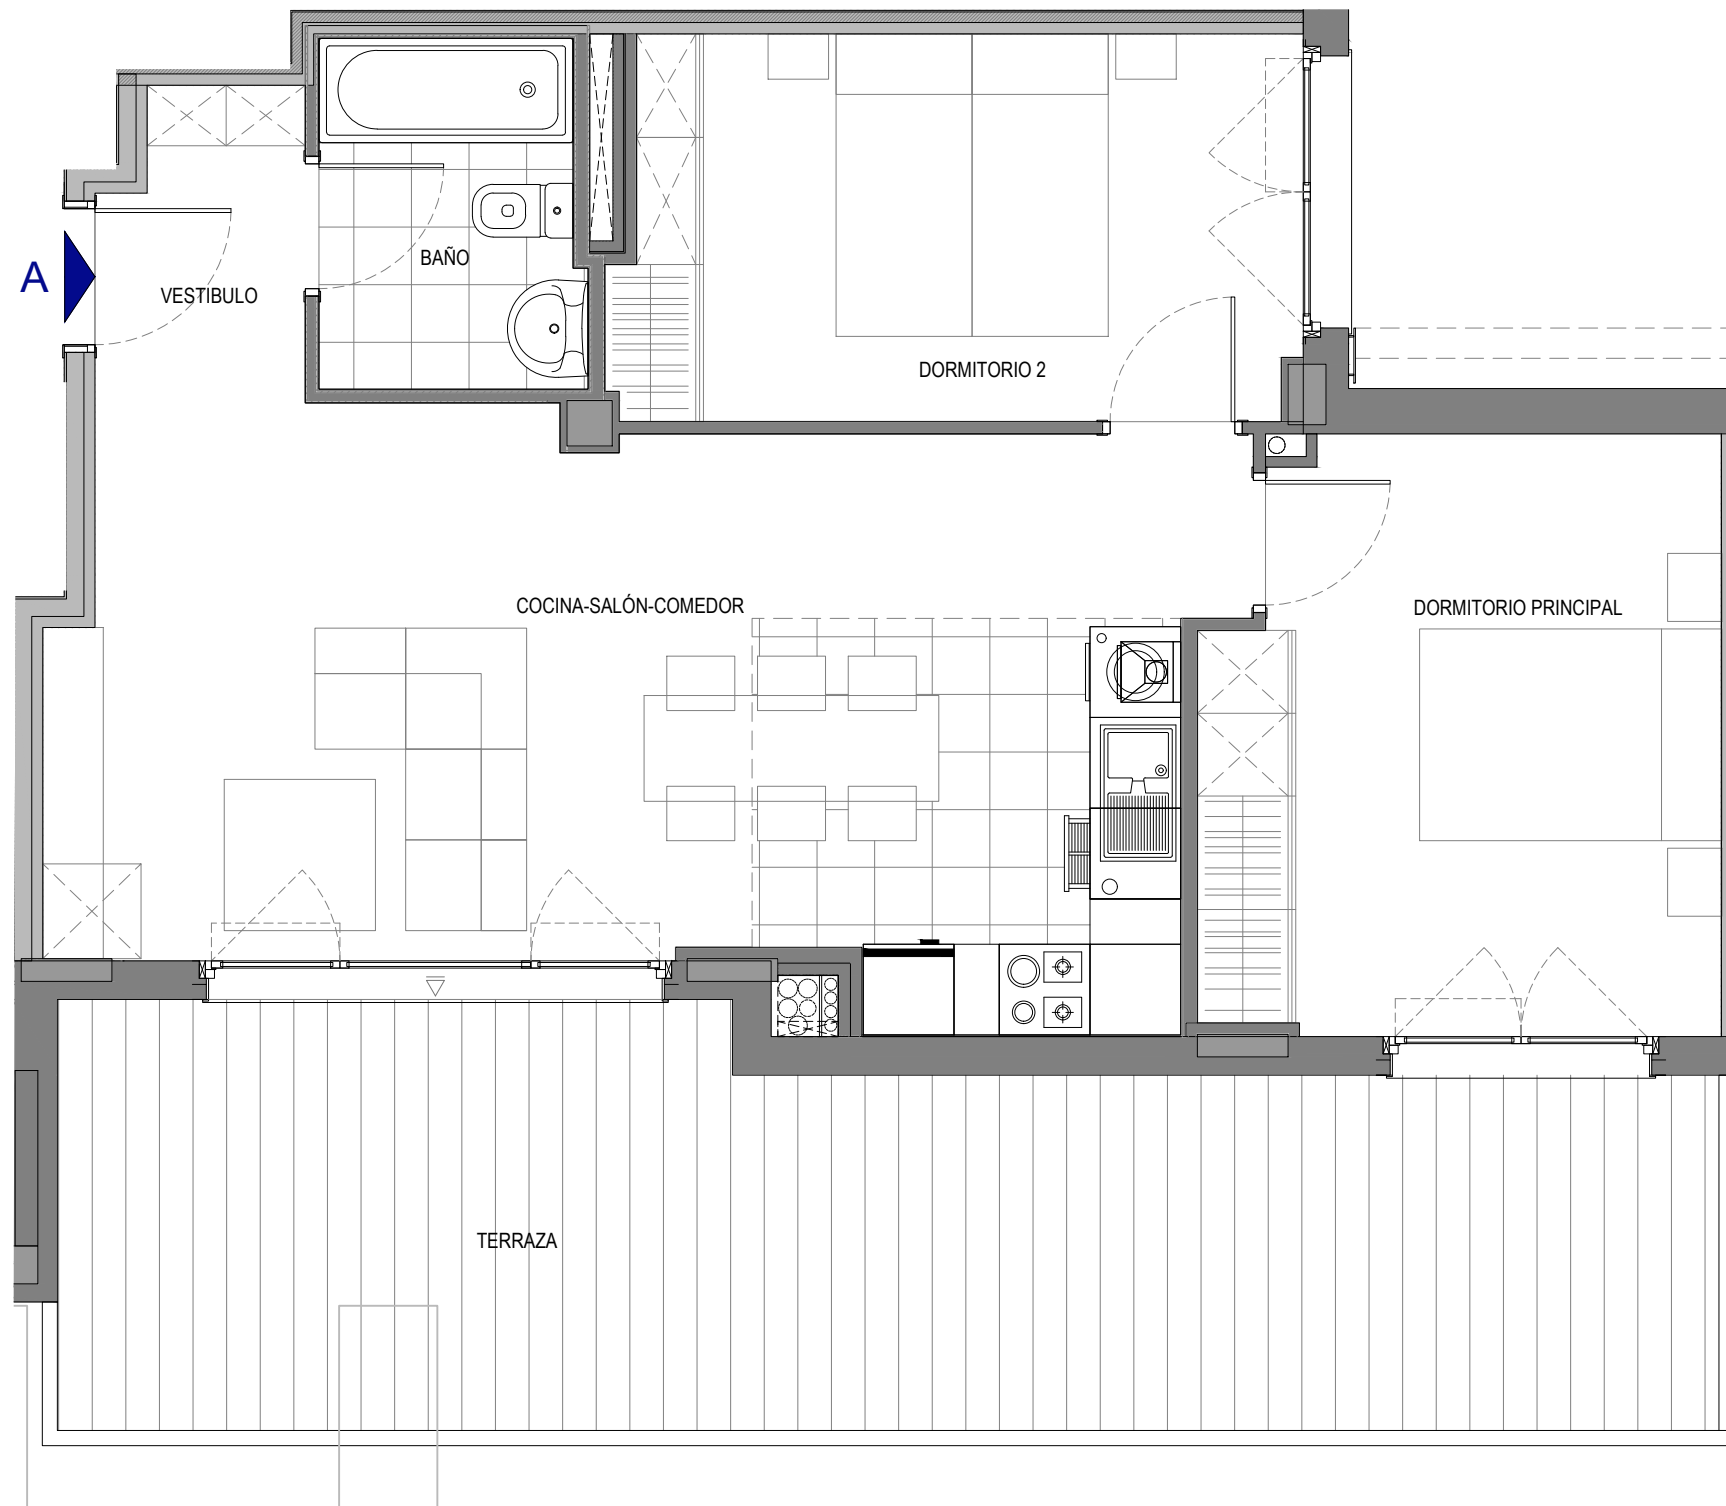 BAÑO
A
VESTIBULO
DORMITORIO 2
COCINA-SALÓN-COMEDOR
DORMITORIO PRINCIPAL
TERRAZA